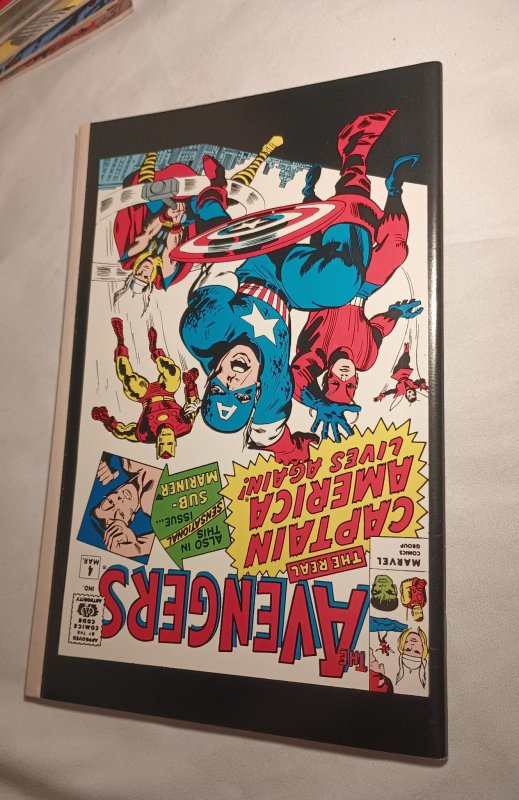 MARVEL
COMICS
GROUP
THE
AVENGERS
APPROVED
BY THE
COMICS
CODE
AUTHORITY
INC.
4
MAR.
THE REAL
CAPTAIN
AMERICA
LIVES AGAIN!
ALSO IN
THIS
ISSUE...
SENSATIONAL
SUB-
MARINER
A